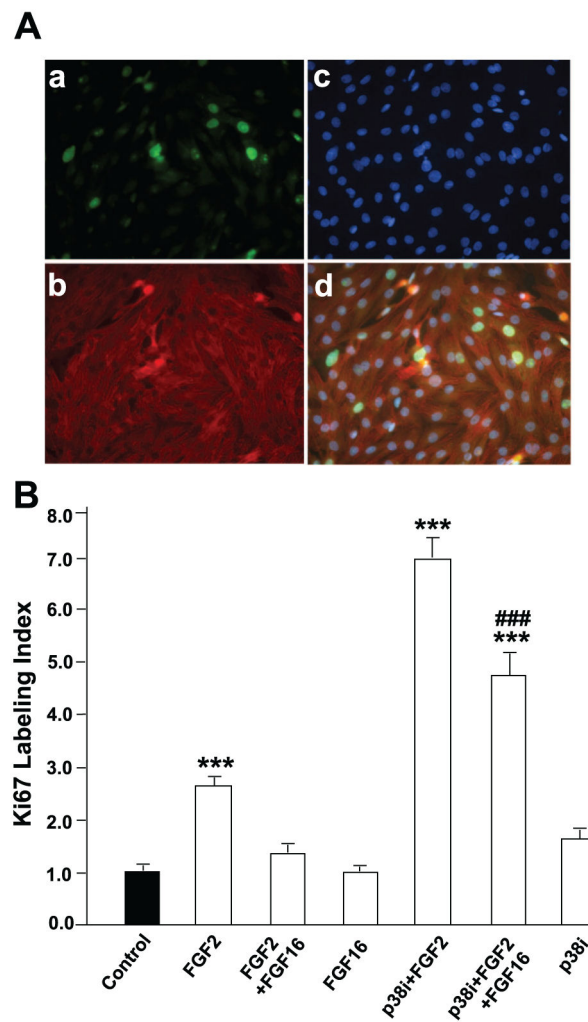 A
a
c
b
d
B
Ki67 Labeling Index
8.0
7.0
6.0
5.0
4.0
3.0
2.0
1.0
0.0
***
***
###
***
Control
FGF2
FGF2
+FGF16
FGF16
p38i+FGF2
p38i+FGF2
+FGF16
p38i